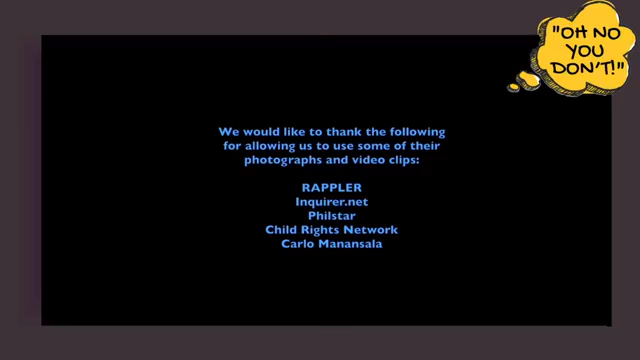 "OH NO
YOU
DON'T!"
We would like to thank the following
for allowing us to use some of their
photographs and video clips:
RAPPLER
Inquirer.net
Philstar
Child Rights Network
Carlo Manansala